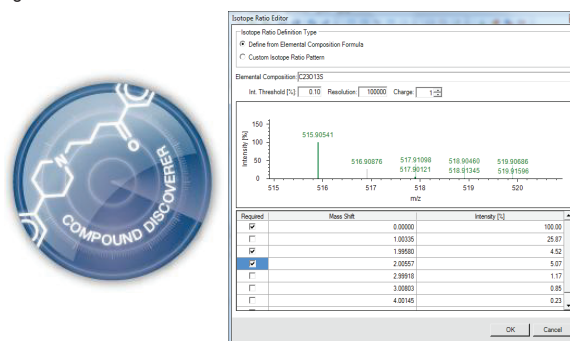 COMPOUND DISCOVERER
Isotope Ratio Editor
Isotope Ratio Definition Type
Define from Elemental Composition Formula
Custom Isotope Ratio Pattern
Elemental Composition: C23O13S
Int. Threshold [%]: 0.10 Resolution: 100000 Charge: 1
Intensity [%]
150
100
50
0
515.90541
516.90876
517.91098
517.90121
518.90460
518.91345
519.90686
519.91596
515 516 517 518 519 520
m/z
Required Mass Shift Intensity [%]
0.00000 100.00
1.00335 25.87
1.99580 4.52
2.00557 5.07
2.99918 1.17
3.00803 0.85
4.00145 0.23
OK Cancel